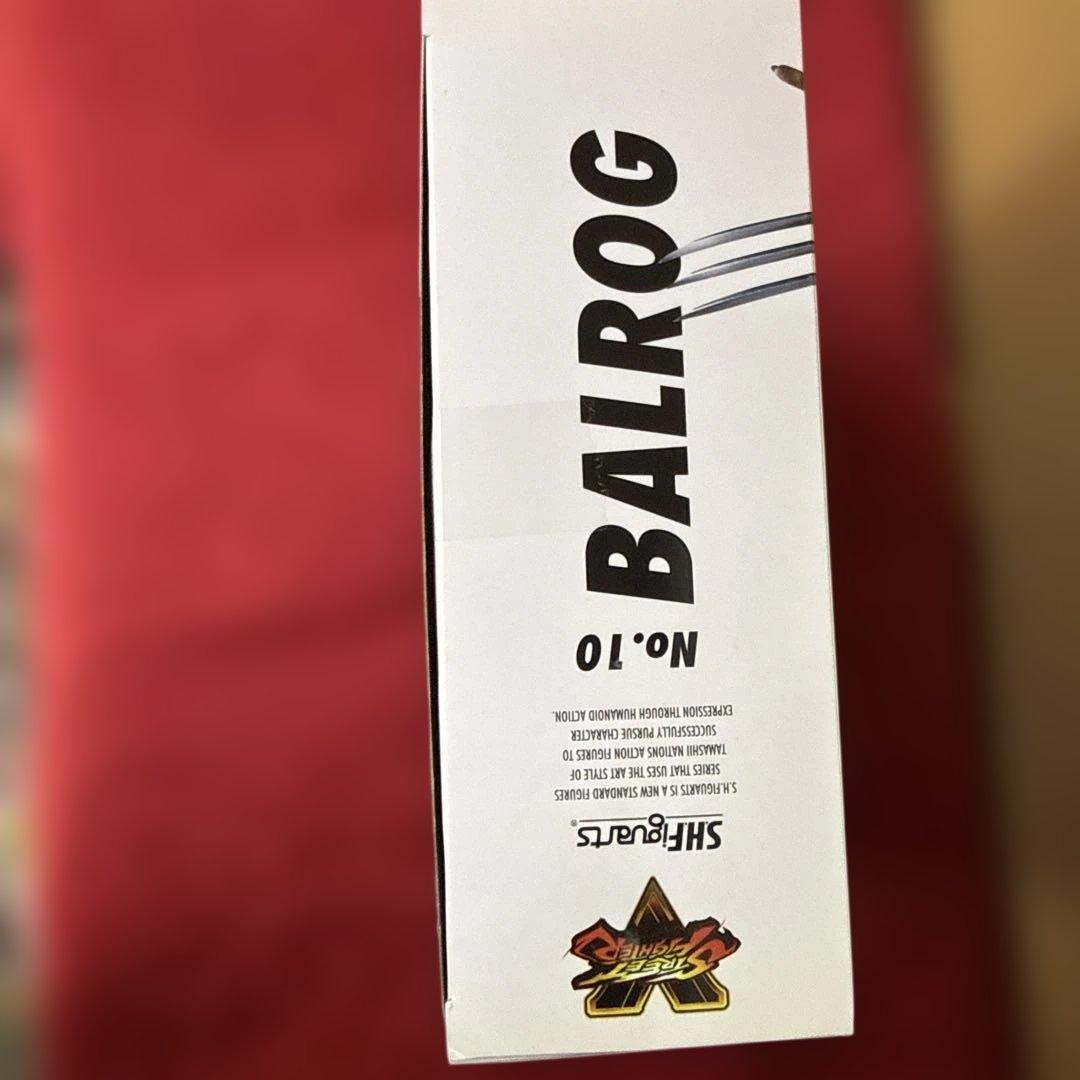 STREET
FIGHTER
V
S.H.Figuarts®
S.H.FIGUARTS IS A NEW STANDARD FIGURES
SERIES THAT USES THE ART STYLE OF
TAMASHII NATIONS ACTION FIGURES TO
SUCCESSFULLY PURSUE CHARACTER
EXPRESSION THROUGH HUMANOID ACTION.
No.10
BALROG